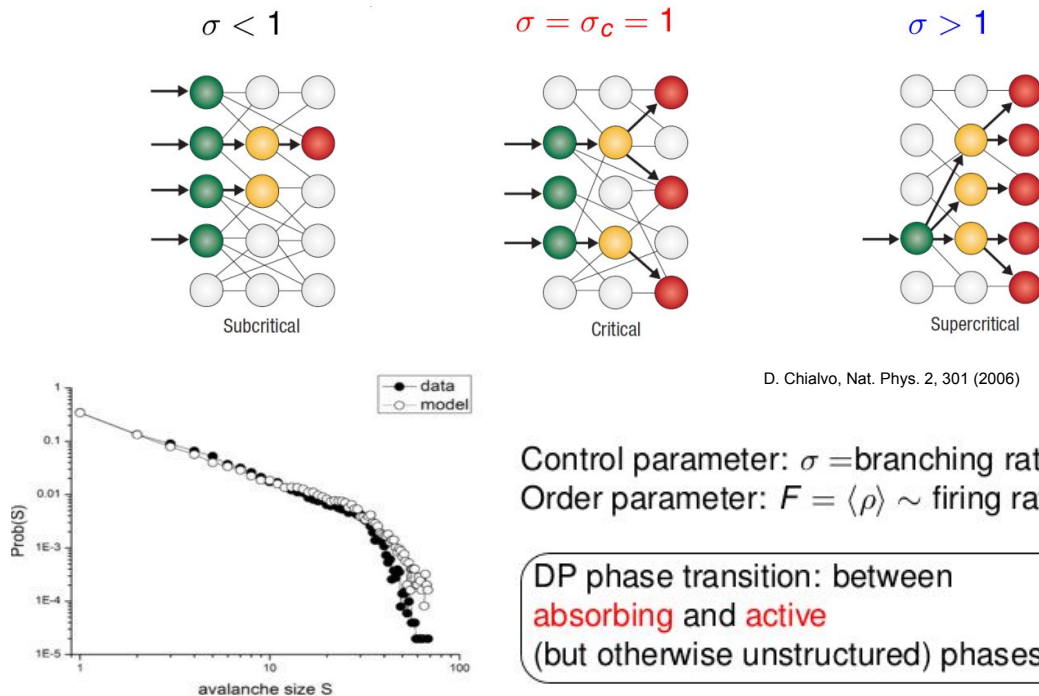 σ < 1
σ = σc = 1
σ > 1
Subcritical
Critical
Supercritical
D. Chialvo, Nat. Phys. 2, 301 (2006)
data
model
1
0.1
0.01
1E-3
1E-4
1E-5
Prob(S)
1
10
100
avalanche size S
Control parameter: σ =branching rat
Order parameter: F = ⟨ρ⟩ ∼ firing ra
DP phase transition: between
absorbing and active
(but otherwise unstructured) phases